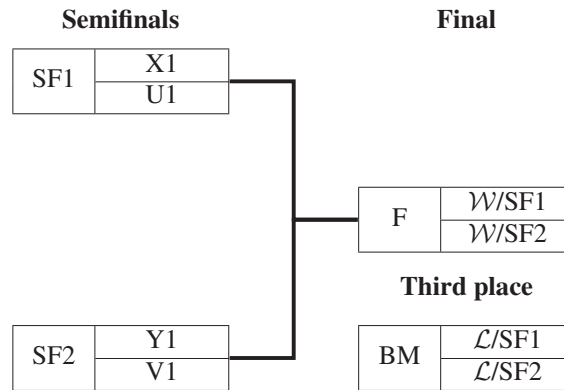 Semifinals
Final
SF1
X1
U1
F
𝒲/SF1
𝒲/SF2
Third place
SF2
Y1
V1
BM
ℒ/SF1
ℒ/SF2